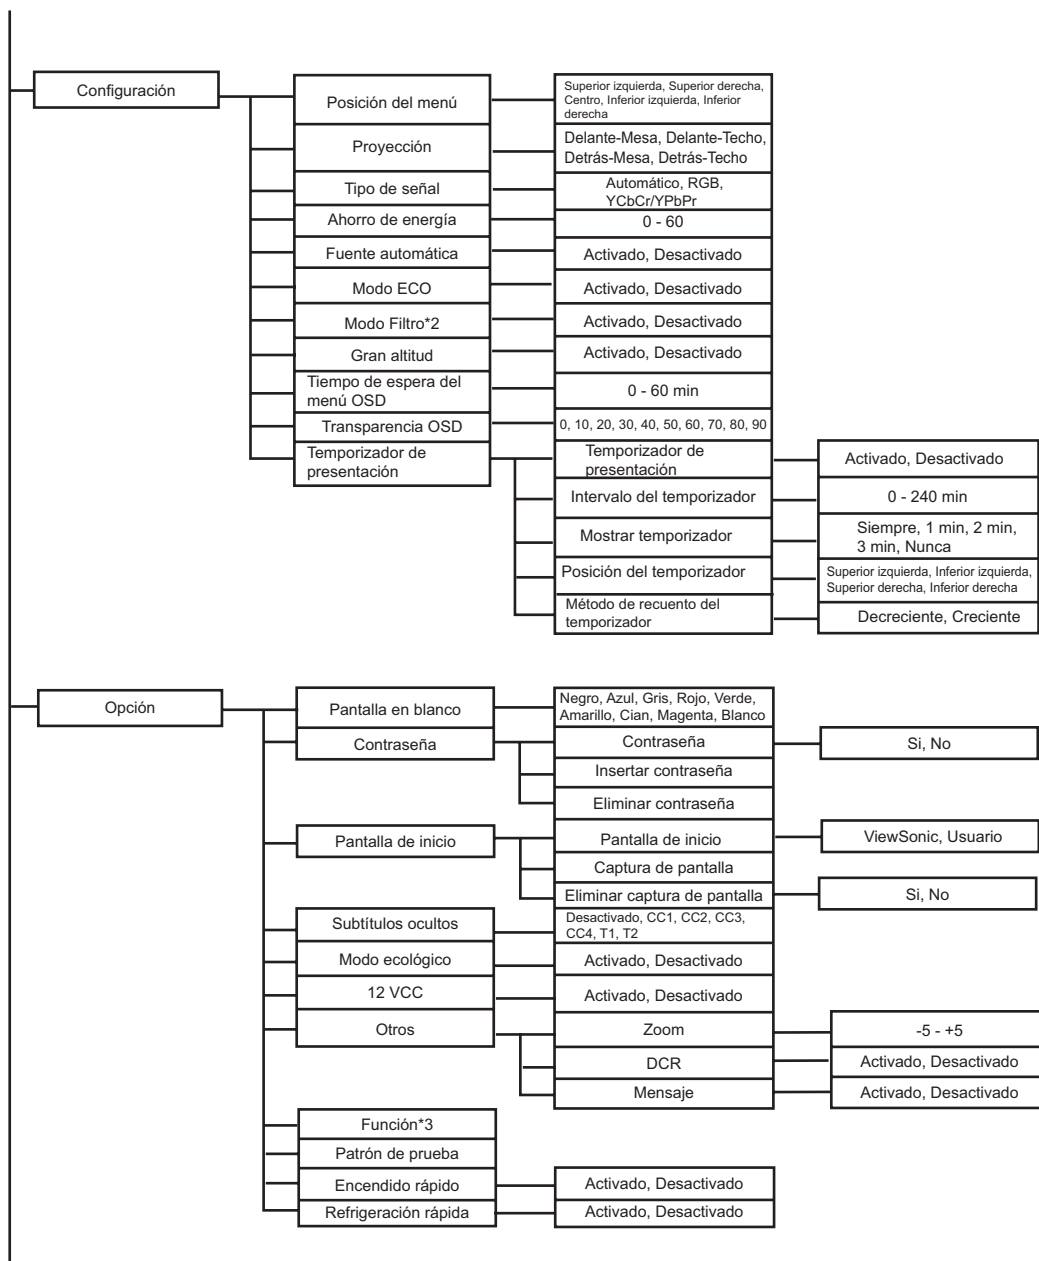 Configuración
Posición del menú
Superior izquierda, Superior derecha,
Centro, Inferior izquierda, Inferior
derecha
Proyección
Delante-Mesa, Delante-Techo,
Detrás-Mesa, Detrás-Techo
Tipo de señal
Automático, RGB,
YCbCr/YPbPr
Ahorro de energía
0 - 60
Fuente automática
Activado, Desactivado
Modo ECO
Activado, Desactivado
Modo Filtro*2
Activado, Desactivado
Gran altitud
Activado, Desactivado
Tiempo de espera del
menú OSD
0 - 60 min
Transparencia OSD
0, 10, 20, 30, 40, 50, 60, 70, 80, 90
Temporizador de
presentación
Temporizador de
presentación
Activado, Desactivado
Intervalo del temporizador
0 - 240 min
Mostrar temporizador
Siempre, 1 min, 2 min,
3 min, Nunca
Posición del temporizador
Superior izquierda, Inferior izquierda,
Superior derecha, Inferior derecha
Método de recuento del
temporizador
Decreciente, Creciente
Opción
Pantalla en blanco
Negro, Azul, Gris, Rojo, Verde,
Amarillo, Cian, Magenta, Blanco
Contraseña
Contraseña
Si, No
Insertar contraseña
Eliminar contraseña
Pantalla de inicio
Pantalla de inicio
ViewSonic, Usuario
Captura de pantalla
Eliminar captura de pantalla
Si, No
Subtítulos ocultos
Desactivado, CC1, CC2, CC3,
CC4, T1, T2
Modo ecológico
Activado, Desactivado
12 VCC
Activado, Desactivado
Otros
Zoom
-5 - +5
DCR
Activado, Desactivado
Mensaje
Activado, Desactivado
Función*3
Patrón de prueba
Encendido rápido
Activado, Desactivado
Refrigeración rápida
Activado, Desactivado